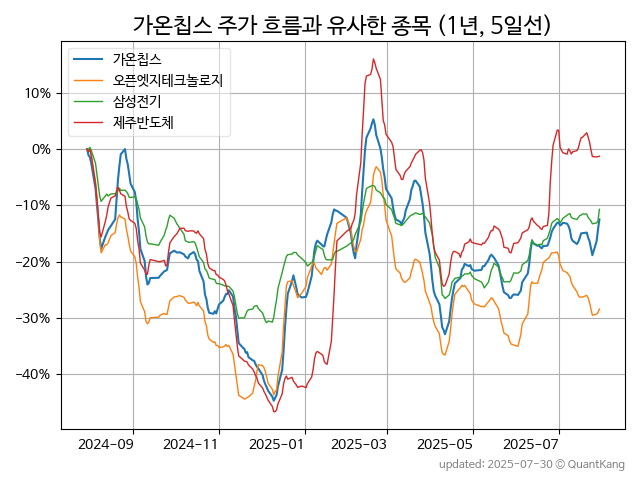 가온칩스 주가 흐름과 유사한 종목 (1년, 5일선)
가온칩스
오픈엣지테크놀로지
삼성전기
제주반도체
10%
0%
−10%
−20%
−30%
−40%
2024-09
2024-11
2025-01
2025-03
2025-05
2025-07
updated: 2025-07-30 © QuantKang